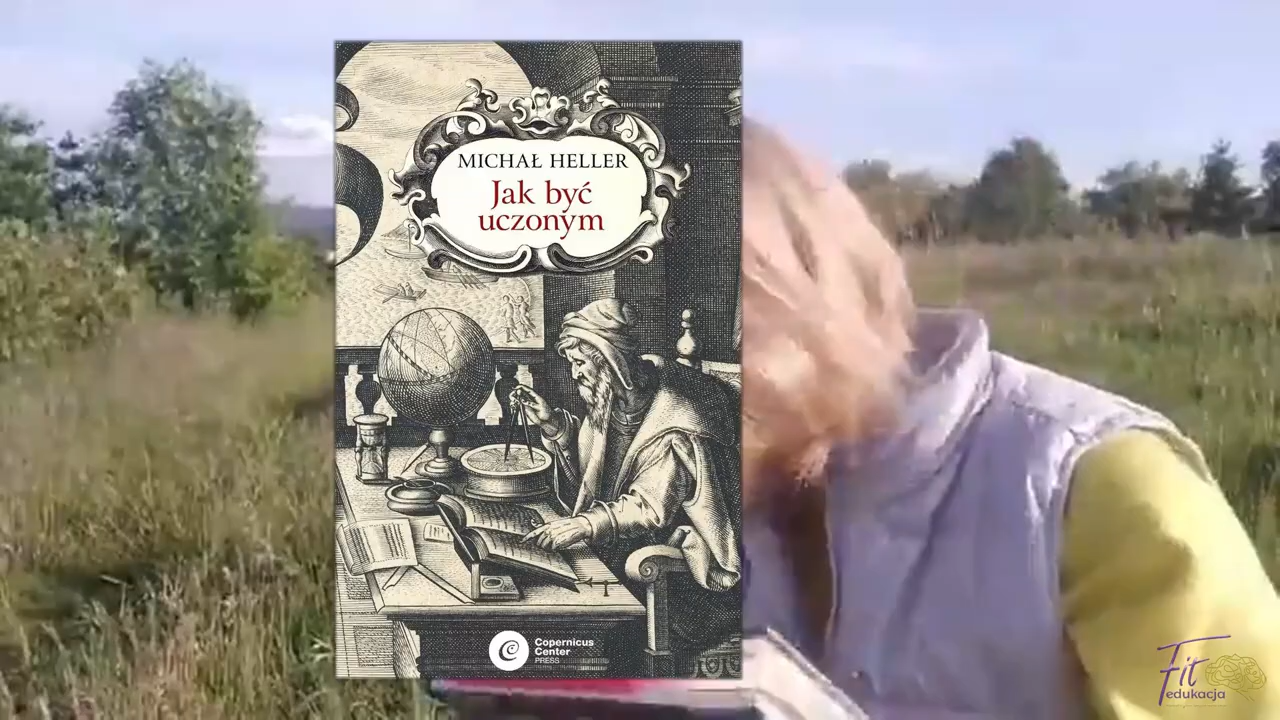 MICHAŁ HELLER
Jak być
uczonym
Copernicus
Center
PRESS
Fit
edukacja